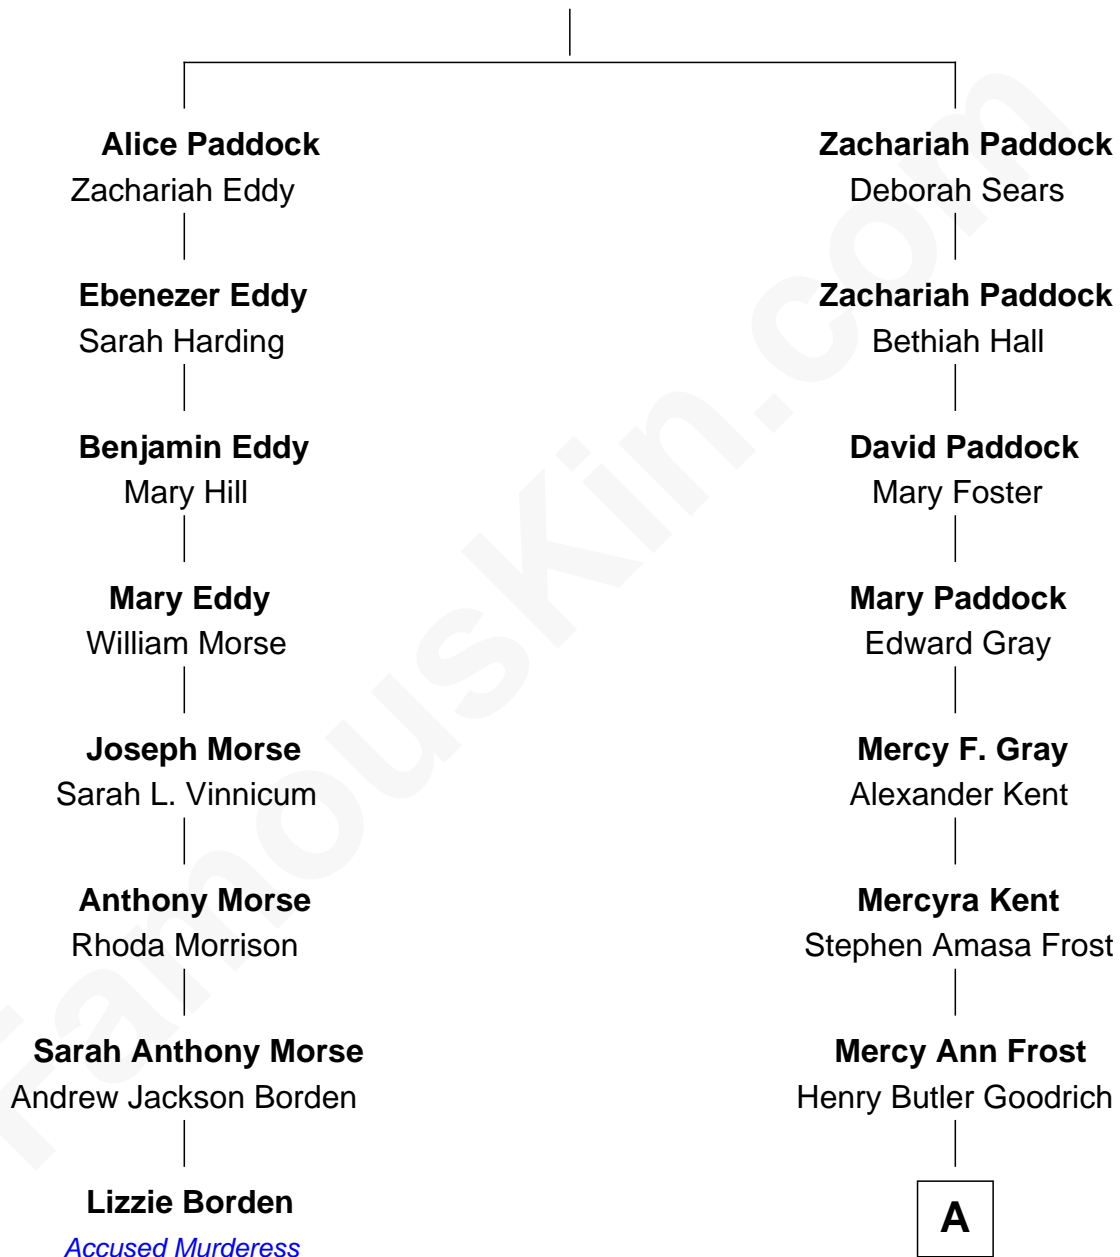 Alice Paddock
Zachariah Eddy
Ebenezer Eddy
Sarah Harding
Benjamin Eddy
Mary Hill
Mary Eddy
William Morse
Joseph Morse
Sarah L. Vinnicum
Anthony Morse
Rhoda Morrison
Sarah Anthony Morse
Andrew Jackson Borden
Lizzie Borden
Accused Murderess
Zachariah Paddock
Deborah Sears
Zachariah Paddock
Bethiah Hall
David Paddock
Mary Foster
Mary Paddock
Edward Gray
Mercy F. Gray
Alexander Kent
Mercyra Kent
Stephen Amasa Frost
Mercy Ann Frost
Henry Butler Goodrich
A
FamousKin.com